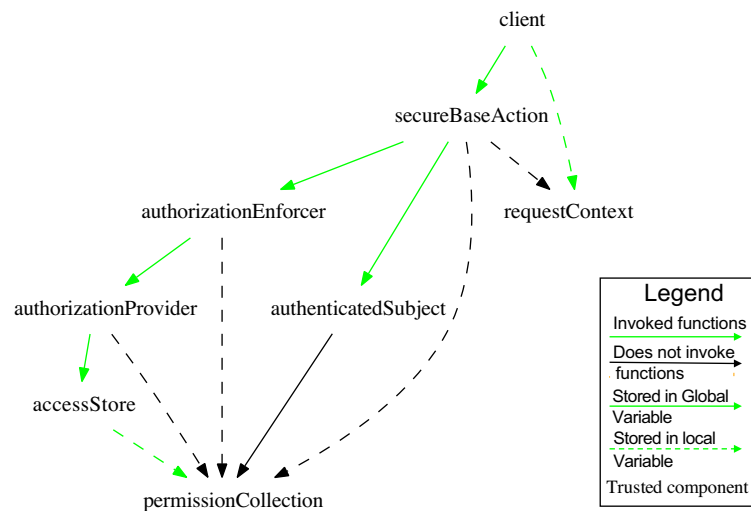 client
secureBaseAction
authorizationEnforcer
requestContext
authorizationProvider
authenticatedSubject
accessStore
permissionCollection
Legend
Invoked functions
Does not invoke
functions
Stored in Global
Variable
Stored in local
Variable
Trusted component